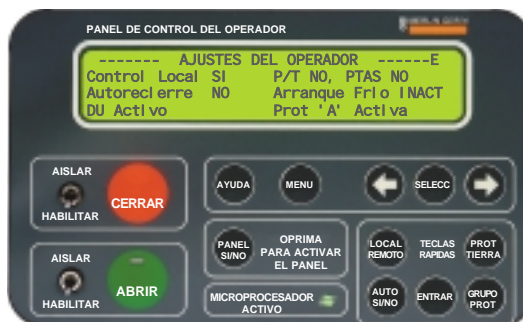 PANEL DE CONTROL DEL OPERADOR
------- AJUSTES DEL OPERADOR ------E
Control Local SI P/T NO, PTAS NO
Autorecierre NO Arranque Frio INACT
DU Activo Prot 'A' Activa
AISLAR
HABILITAR
CERRAR
AYUDA
MENU
SELECC
AISLAR
HABILITAR
ABRIR
PANEL
SI/NO
OPRIMA
PARA ACTIVAR
EL PANEL
MICROPROCESADOR
ACTIVO
LOCAL
REMOTO
TECLAS
RAPIDAS
PROT
TIERRA
AUTO
SI/NO
ENTRAR
GRUPO
PROT